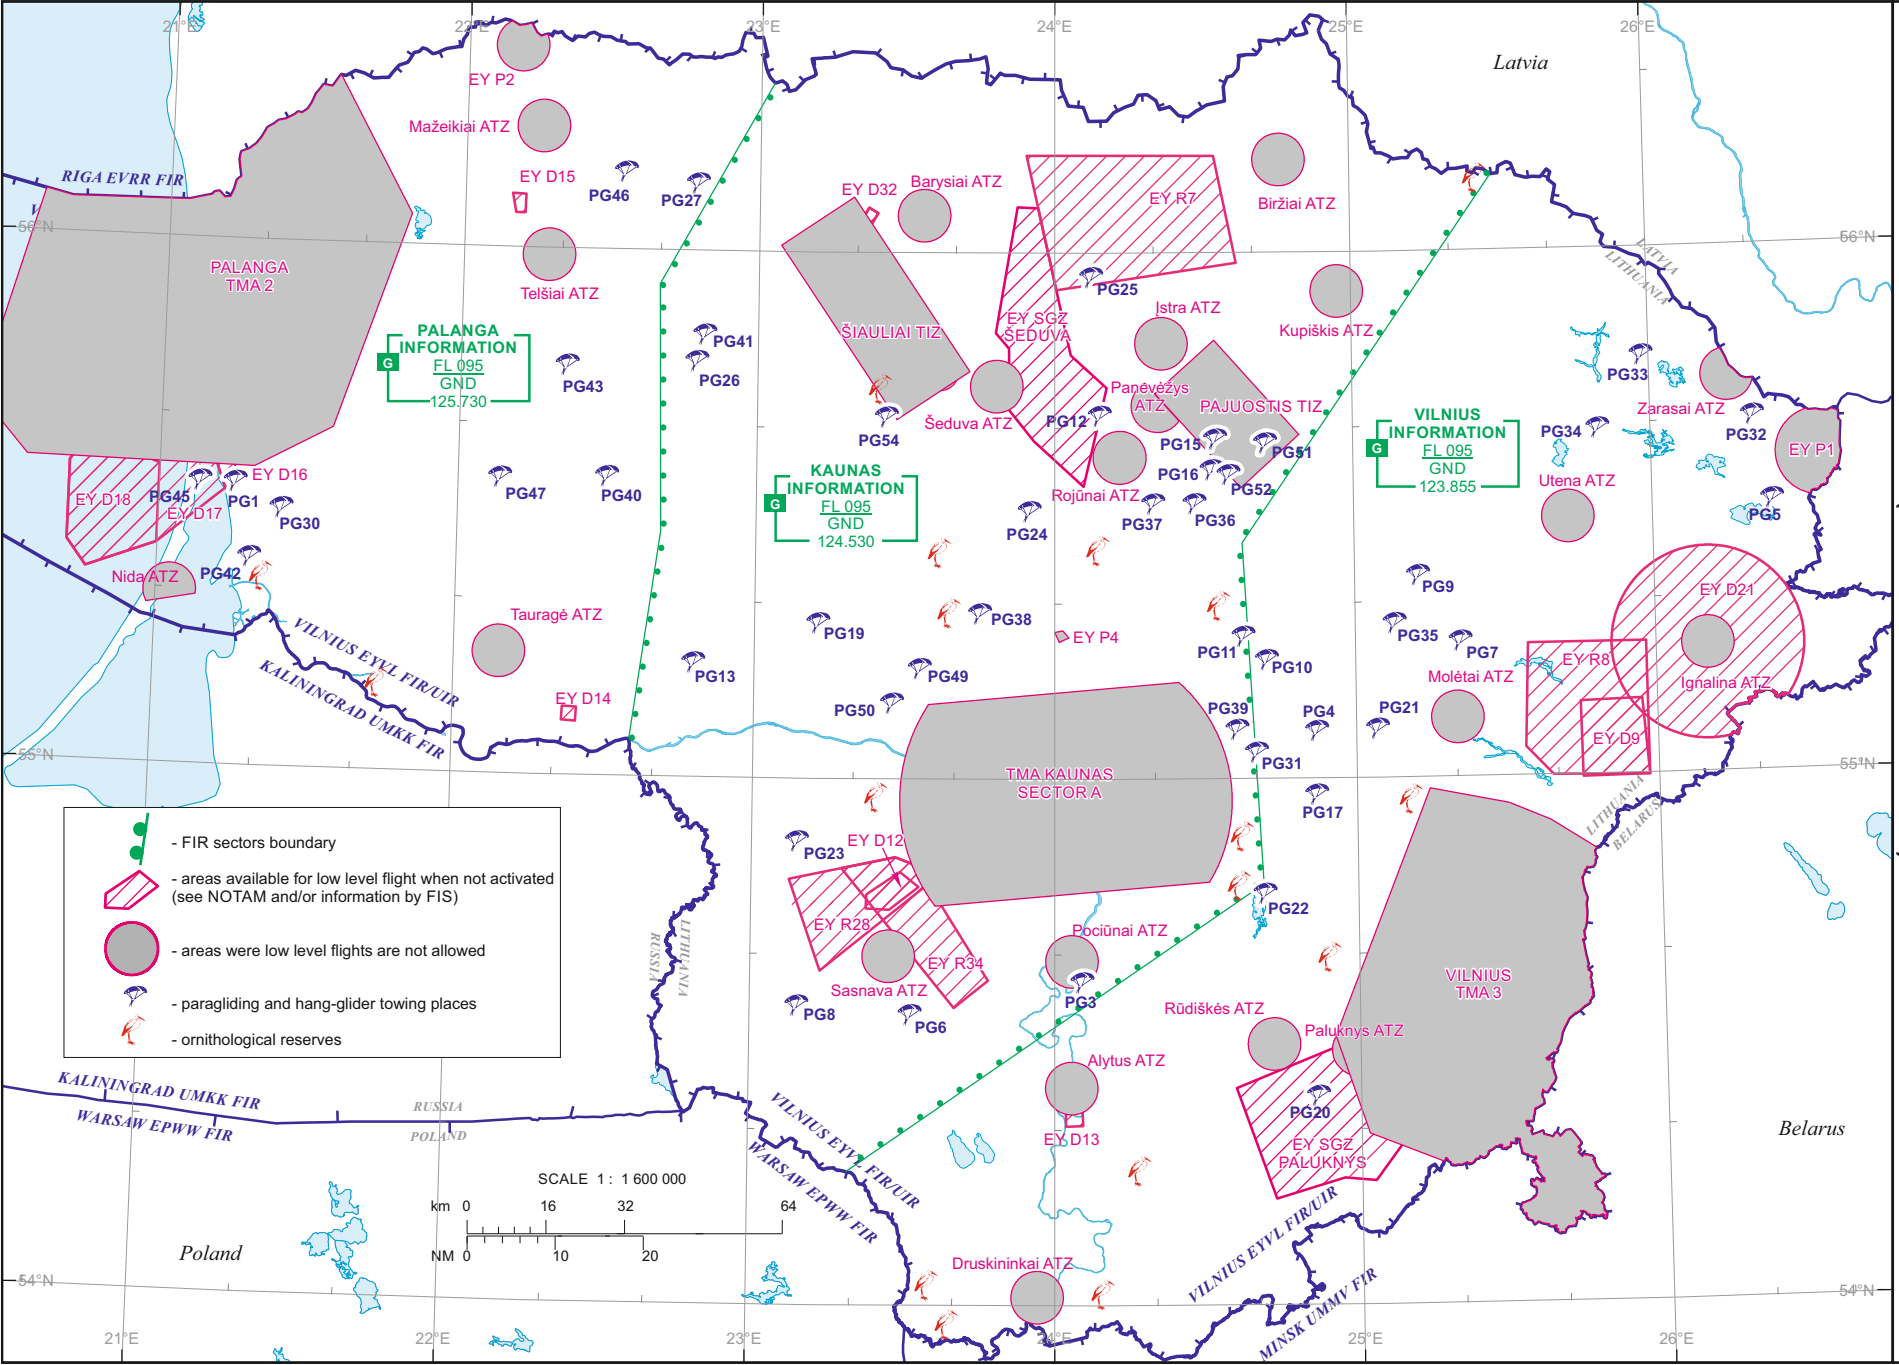 21°E
22°E
23°E
24°E
25°E
26°E
Latvia
EY P2
Mažeikiai ATZ
EY D15
PG46
PG27
RIGA EVRR FIR
V
56°N
56°N
EY D32
Barysiai ATZ
EY R7
Biržiai ATZ
LATVIA
LITHUANIA
PALANGA
TMA 2
Telšiai ATZ
PG25
Įstra ATZ
Kupiškis ATZ
EY SGZ
ŠEDUVA
ŠIAULIAI TIZ
PALANGA
INFORMATION
G
FL 095
GND
125.730
PG41
PG26
PG43
PG33
Zarasai ATZ
PG32
PG34
EY P1
Panevėžys
ATZ
PAJUOSTIS TIZ
PG12
PG54
Šeduva ATZ
PG15
PG51
PG16
PG52
VILNIUS
INFORMATION
G
FL 095
GND
123.855
EY D16
PG45
PG1
EY D18
EY D17
PG30
PG47
PG40
KAUNAS
INFORMATION
G
FL 095
GND
124.530
Rojūnai ATZ
PG24
PG37
PG36
Utena ATZ
PG5
PG42
Nida ATZ
PG9
EY D21
Tauragė ATZ
PG19
PG38
EY P4
PG11
PG10
PG35
PG7
EY R8
VILNIUS EYVL FIR/UIR
KALININGRAD UMKK FIR
PG13
PG49
PG50
EY D14
Molėtai ATZ
Ignalina ATZ
PG39
PG4
PG21
EY D9
PG31
55°N
55°N
TMA KAUNAS
SECTOR A
PG17
LITHUANIA
BELARUS
- FIR sectors boundary
- areas available for low level flight when not activated
(see NOTAM and/or information by FIS)
- areas were low level flights are not allowed
- paragliding and hang-glider towing places
- ornithological reserves
PG23
EY D12
EY R28
EY R34
PG22
Pociūnai ATZ
RUSSIA
LITHUANIA
Sasnava ATZ
PG3
PG8
PG6
VILNIUS
TMA 3
Rūdiškės ATZ
Paluknys ATZ
Alytus ATZ
KALININGRAD UMKK FIR
WARSAW EPWW FIR
RUSSIA
POLAND
VILNIUS EYVL FIR/UIR
WARSAW EPWW FIR
EY D13
PG20
EY SGZ
PALUKNYS
Belarus
SCALE 1 : 1 600 000
km 0 16 32 64
NM 0 10 20
Poland
Druskininkai ATZ
VILNIUS EYVL FIR/UIR
MINSK UMMV FIR
54°N
54°N
21°E
22°E
23°E
24°E
25°E
26°E